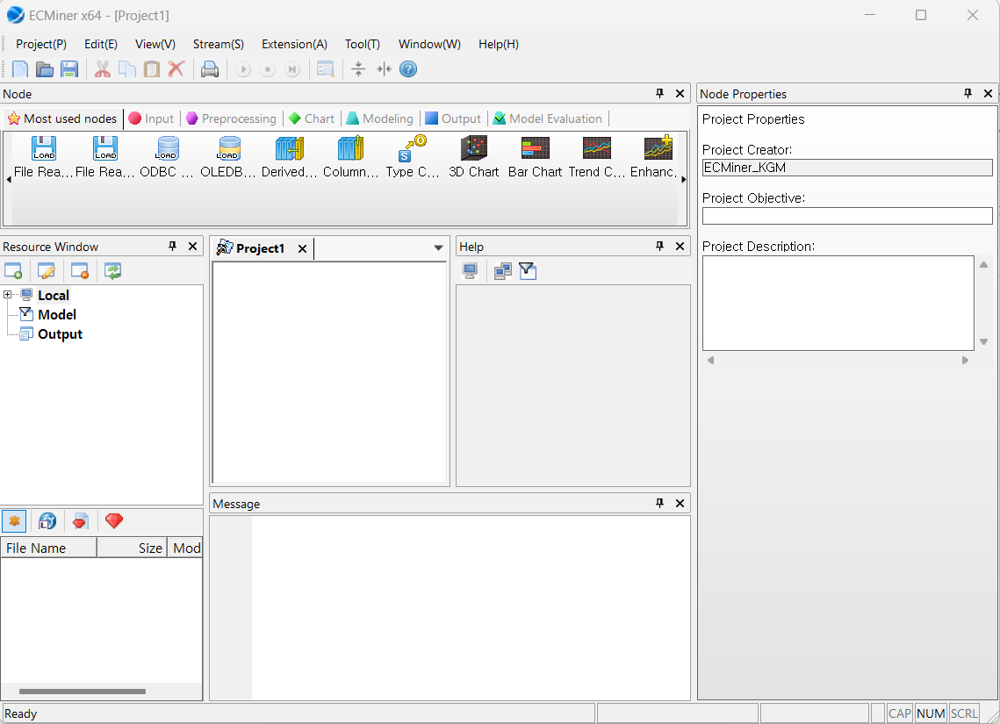 ECMiner x64 - [Project1]
Project(P) Edit(E) View(V) Stream(S) Extension(A) Tool(T) Window(W) Help(H)
Node
Most used nodes Input Preprocessing Chart Modeling Output Model Evaluation
LOAD LOAD LOAD LOAD S O
File Rea... File Rea... ODBC ... OLEDB... Derived... Column... Type C... 3D Chart Bar Chart Trend C... Enhanc...
Node Properties
Project Properties
Project Creator:
ECMiner_KGM
Project Objective:
Project Description:
Resource Window
Local
Model
Output
Project1
Help
File Name Size Mod
Message
Ready CAP NUM SCRL